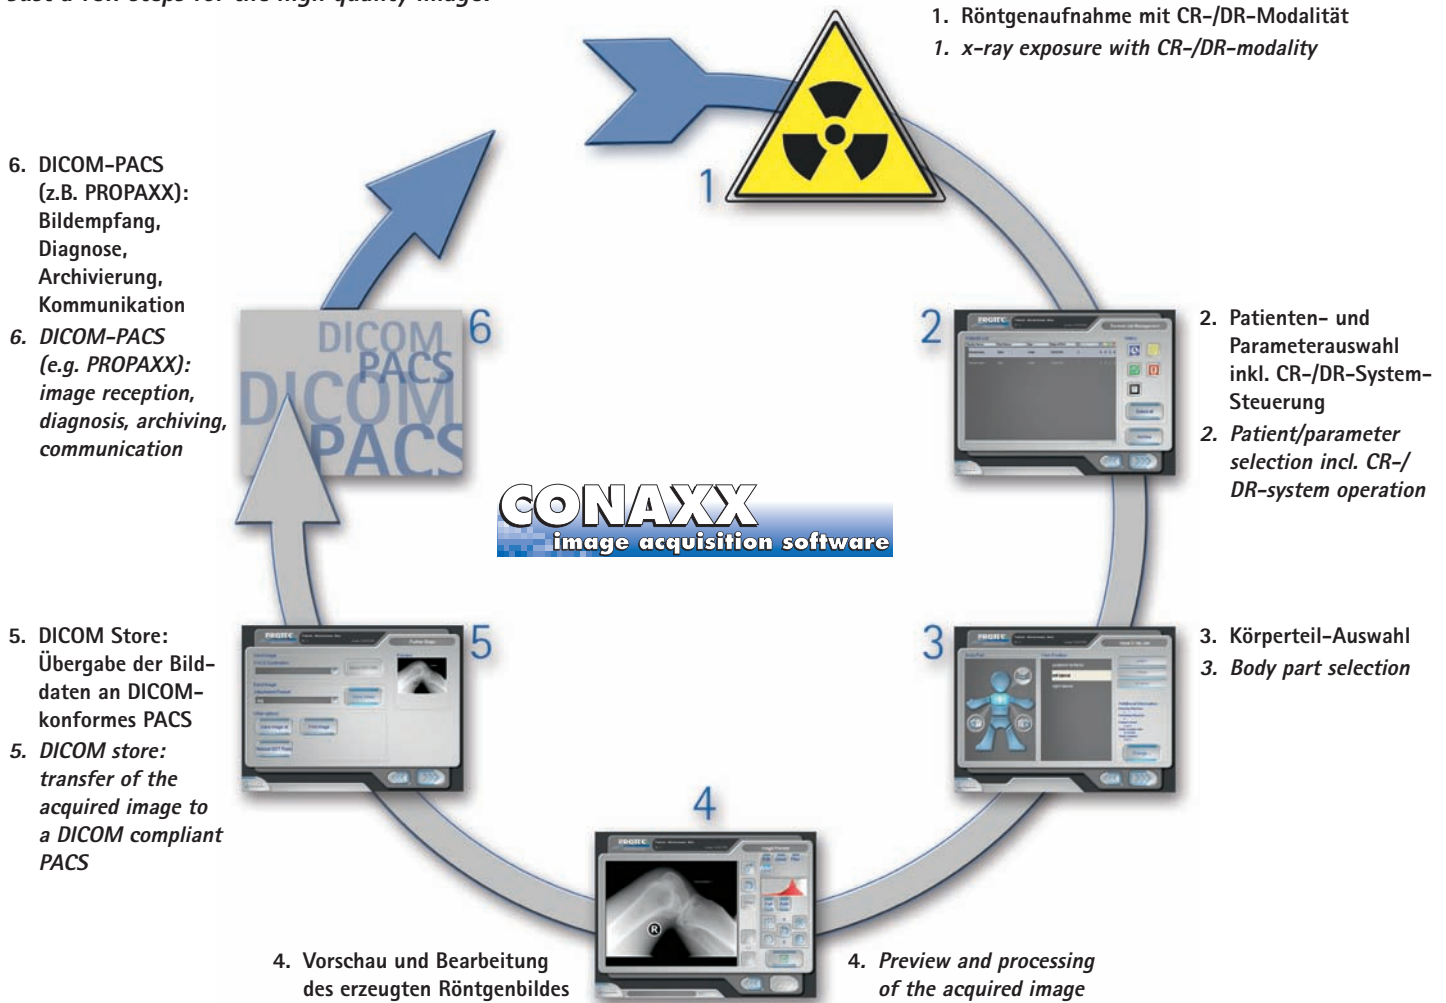 Just a few steps for the high quality image:
1. Röntgenaufnahme mit CR-/DR-Modalität
1. x-ray exposure with CR-/DR-modality
1
6. DICOM-PACS
(z.B. PROPAXX):
Bildempfang,
Diagnose,
Archivierung,
Kommunikation
6. DICOM-PACS
(e.g. PROPAXX):
image reception,
diagnosis, archiving,
communication
6
DICOM
PACS
DICOM
PACS
2
2. Patienten- und
Parameterauswahl
inkl. CR-/DR-System-
Steuerung
2. Patient/parameter
selection incl. CR-/
DR-system operation
CONAXX
image acquisition software
5. DICOM Store:
Übergabe der Bild-
daten an DICOM-
konformes PACS
5. DICOM store:
transfer of the
acquired image to
a DICOM compliant
PACS
5
3
3. Körperteil-Auswahl
3. Body part selection
4
R
4. Vorschau und Bearbeitung
des erzeugten Röntgenbildes
4. Preview and processing
of the acquired image